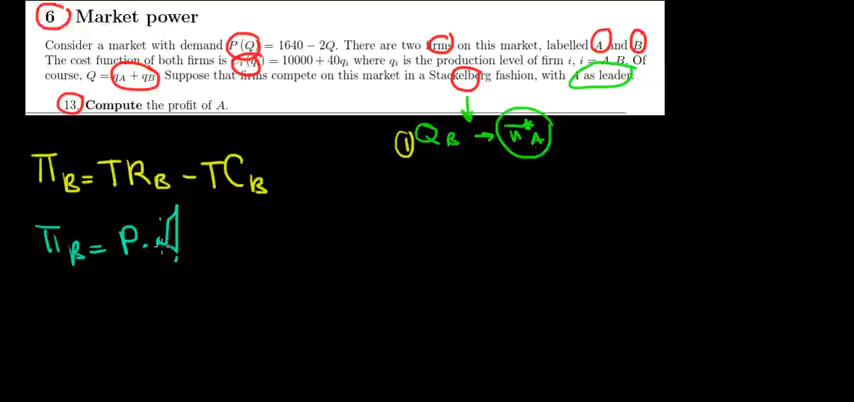 6 Market power
Consider a market with demand P(Q) = 1640 − 2Q. There are two firms on this market, labelled A and B.
The cost function of both firms is (q) = 10000 + 40qi where qi is the production level of firm i, i = A, B. Of
course, Q = qA + qB. Suppose that firms compete on this market in a Stackelberg fashion, with A as leader.
13. Compute the profit of A.
① QB → π*A
πB = TRB − TCB
πB = P.